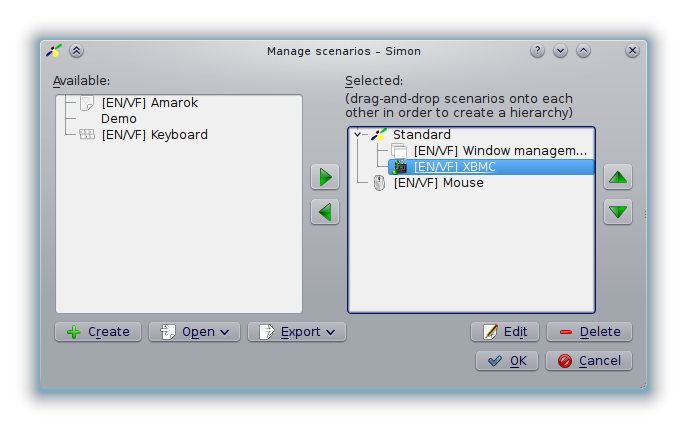 Manage scenarios – Simon
Available:
[EN/VF] Amarok
Demo
[EN/VF] Keyboard
Selected:
(drag-and-drop scenarios onto each
other in order to create a hierarchy)
Standard
[EN/VF] Window managem...
[EN/VF] XBMC
[EN/VF] Mouse
Create
Open
Export
Edit
Delete
OK
Cancel